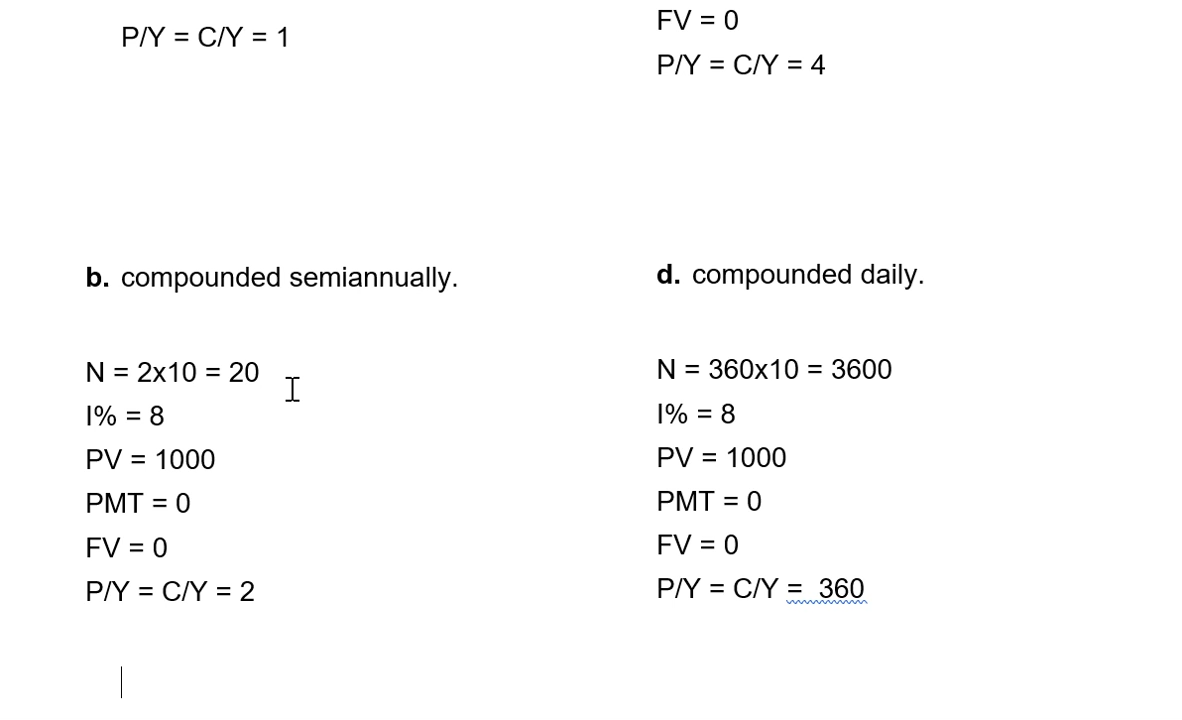 P/Y = C/Y = 1
b. compounded semiannually.
N = 2x10 = 20
I% = 8
PV = 1000
PMT = 0
FV = 0
P/Y = C/Y = 2
FV = 0
P/Y = C/Y = 4
d. compounded daily.
N = 360x10 = 3600
I% = 8
PV = 1000
PMT = 0
FV = 0
P/Y = C/Y =  360